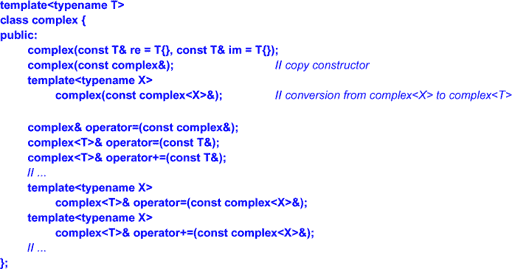 template<typename T>
class complex {
public:
complex(const T& re = T{}, const T& im = T{});
complex(const complex&); // copy constructor
template<typename X>
complex(const complex<X>&); // conversion from complex<X> to complex<T>
complex& operator=(const complex&);
complex<T>& operator=(const T&);
complex<T>& operator+=(const T&);
// ...
template<typename X>
complex<T>& operator=(const complex<X>&);
template<typename X>
complex<T>& operator+=(const complex<X>&);
// ...
};